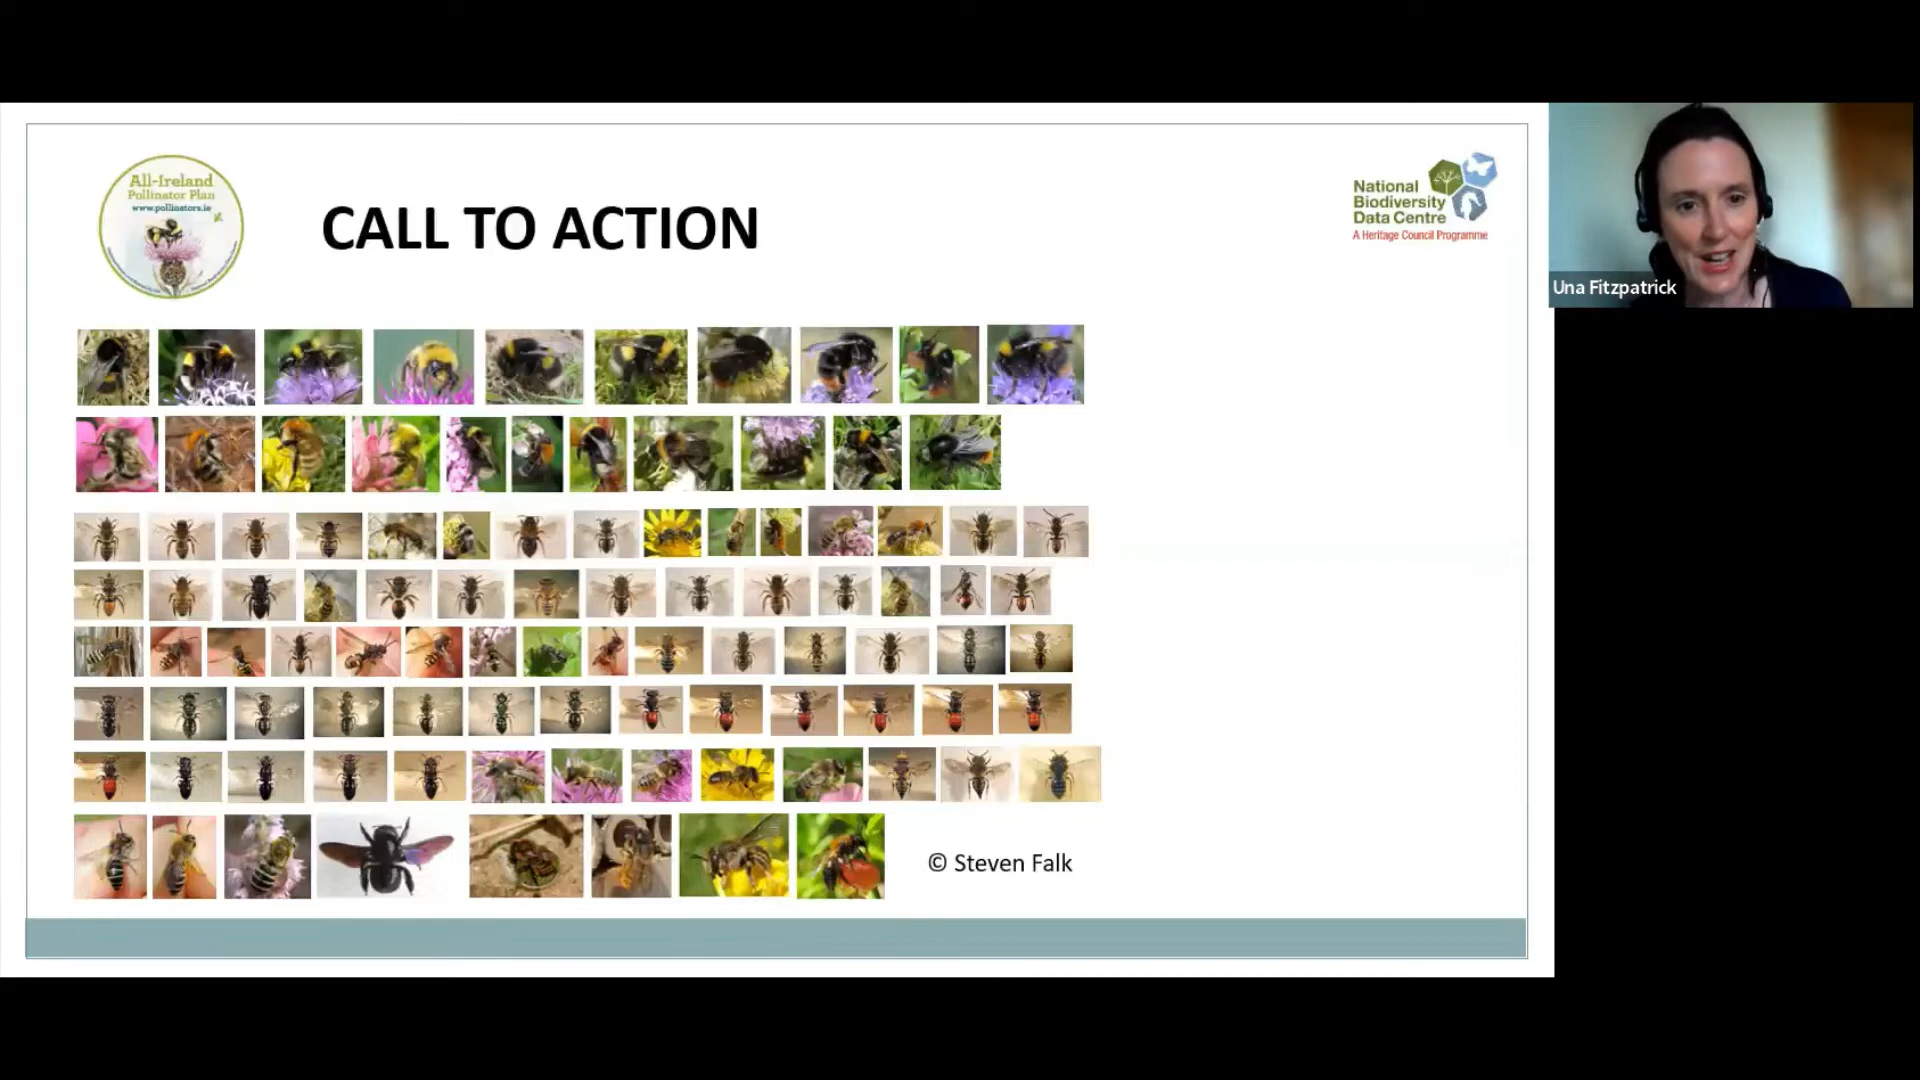 All-Ireland
Pollinator Plan
www.pollinators.ie
CALL TO ACTION
National
Biodiversity
Data Centre
A Heritage Council Programme
Una Fitzpatrick
© Steven Falk